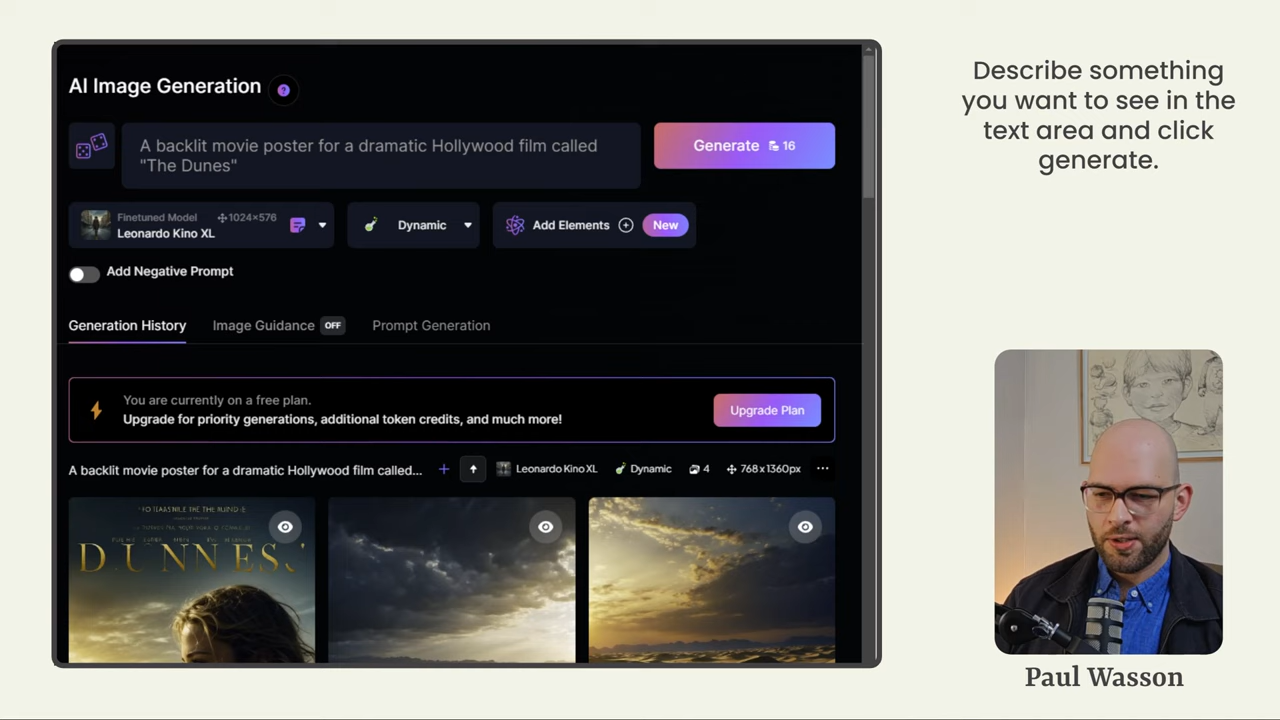 AI Image Generation
?
A backlit movie poster for a dramatic Hollywood film called
"The Dunes"
Generate 16
Finetuned Model 1024×576
Leonardo Kino XL
Dynamic
Add Elements
New
Add Negative Prompt
Generation History
Image Guidance OFF
Prompt Generation
You are currently on a free plan.
Upgrade for priority generations, additional token credits, and much more!
Upgrade Plan
A backlit movie poster for a dramatic Hollywood film called...
Leonardo Kino XL
Dynamic
4
768 x 1360px
DUNNES
Describe something
you want to see in the
text area and click
generate.
Paul Wasson